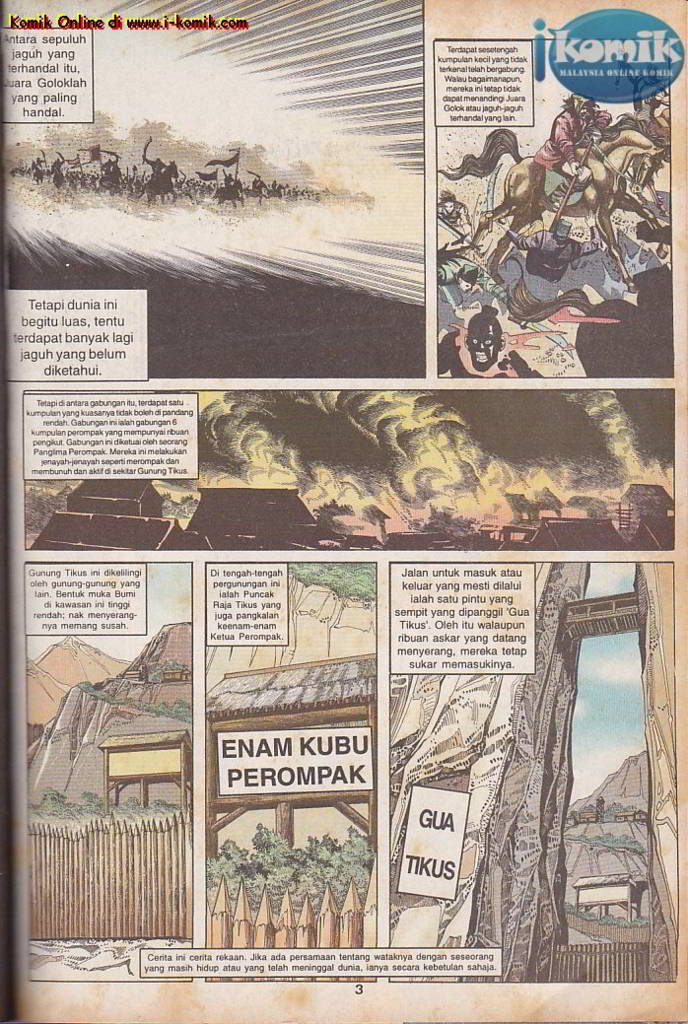 Komik Online di www.i-komik.com
ikomik
MALAYSIA ONLINE KOMIK
Antara sepuluh
jaguh yang
terhandal itu,
Juara Goloklah
yang paling
handal.
Terdapat sesetengah
kumpulan kecil yang tidak
terkenal telah bergabung.
Walau bagaimanapun,
mereka ini tetap tidak
dapat menandingi Juara
Golok atau jaguh-jaguh
terhandal yang lain.
Tetapi dunia ini
begitu luas, tentu
terdapat banyak lagi
jaguh yang belum
diketahui.
Tetapi di antara gabungan itu, terdapat satu
kumpulan yang kuasanya tidak boleh di pandang
rendah. Gabungan ini ialah gabungan 6
kumpulan perompak yang mempunyai ribuan
pengikut. Gabungan ini diketuai oleh seorang
Panglima Perompak. Mereka ini melakukan
jenayah-jenayah seperti merompak dan
membunuh dan aktif di sekitar Gunung Tikus.
Gunung Tikus ini dikelilingi
oleh gunung-gunung yang
lain. Bentuk muka Bumi
di kawasan ini tinggi
rendah; nak menyerang-
nya memang susah.
Di tengah-tengah
pergunungan ini
ialah Puncak
Raja Tikus yang
juga pangkalan
keenam-enam
Ketua Perompak.
ENAM KUBU
PEROMPAK
Jalan untuk masuk atau
keluar yang mesti dilalui
ialah satu pintu yang
sempit yang dipanggil 'Gua
Tikus'. Oleh itu walaupun
ribuan askar yang datang
menyerang, mereka tetap
sukar memasukinya.
GUA
TIKUS
Cerita ini cerita rekaan. Jika ada persamaan tentang wataknya dengan seseorang
yang masih hidup atau yang telah meninggal dunia, ianya secara kebetulan sahaja.
3